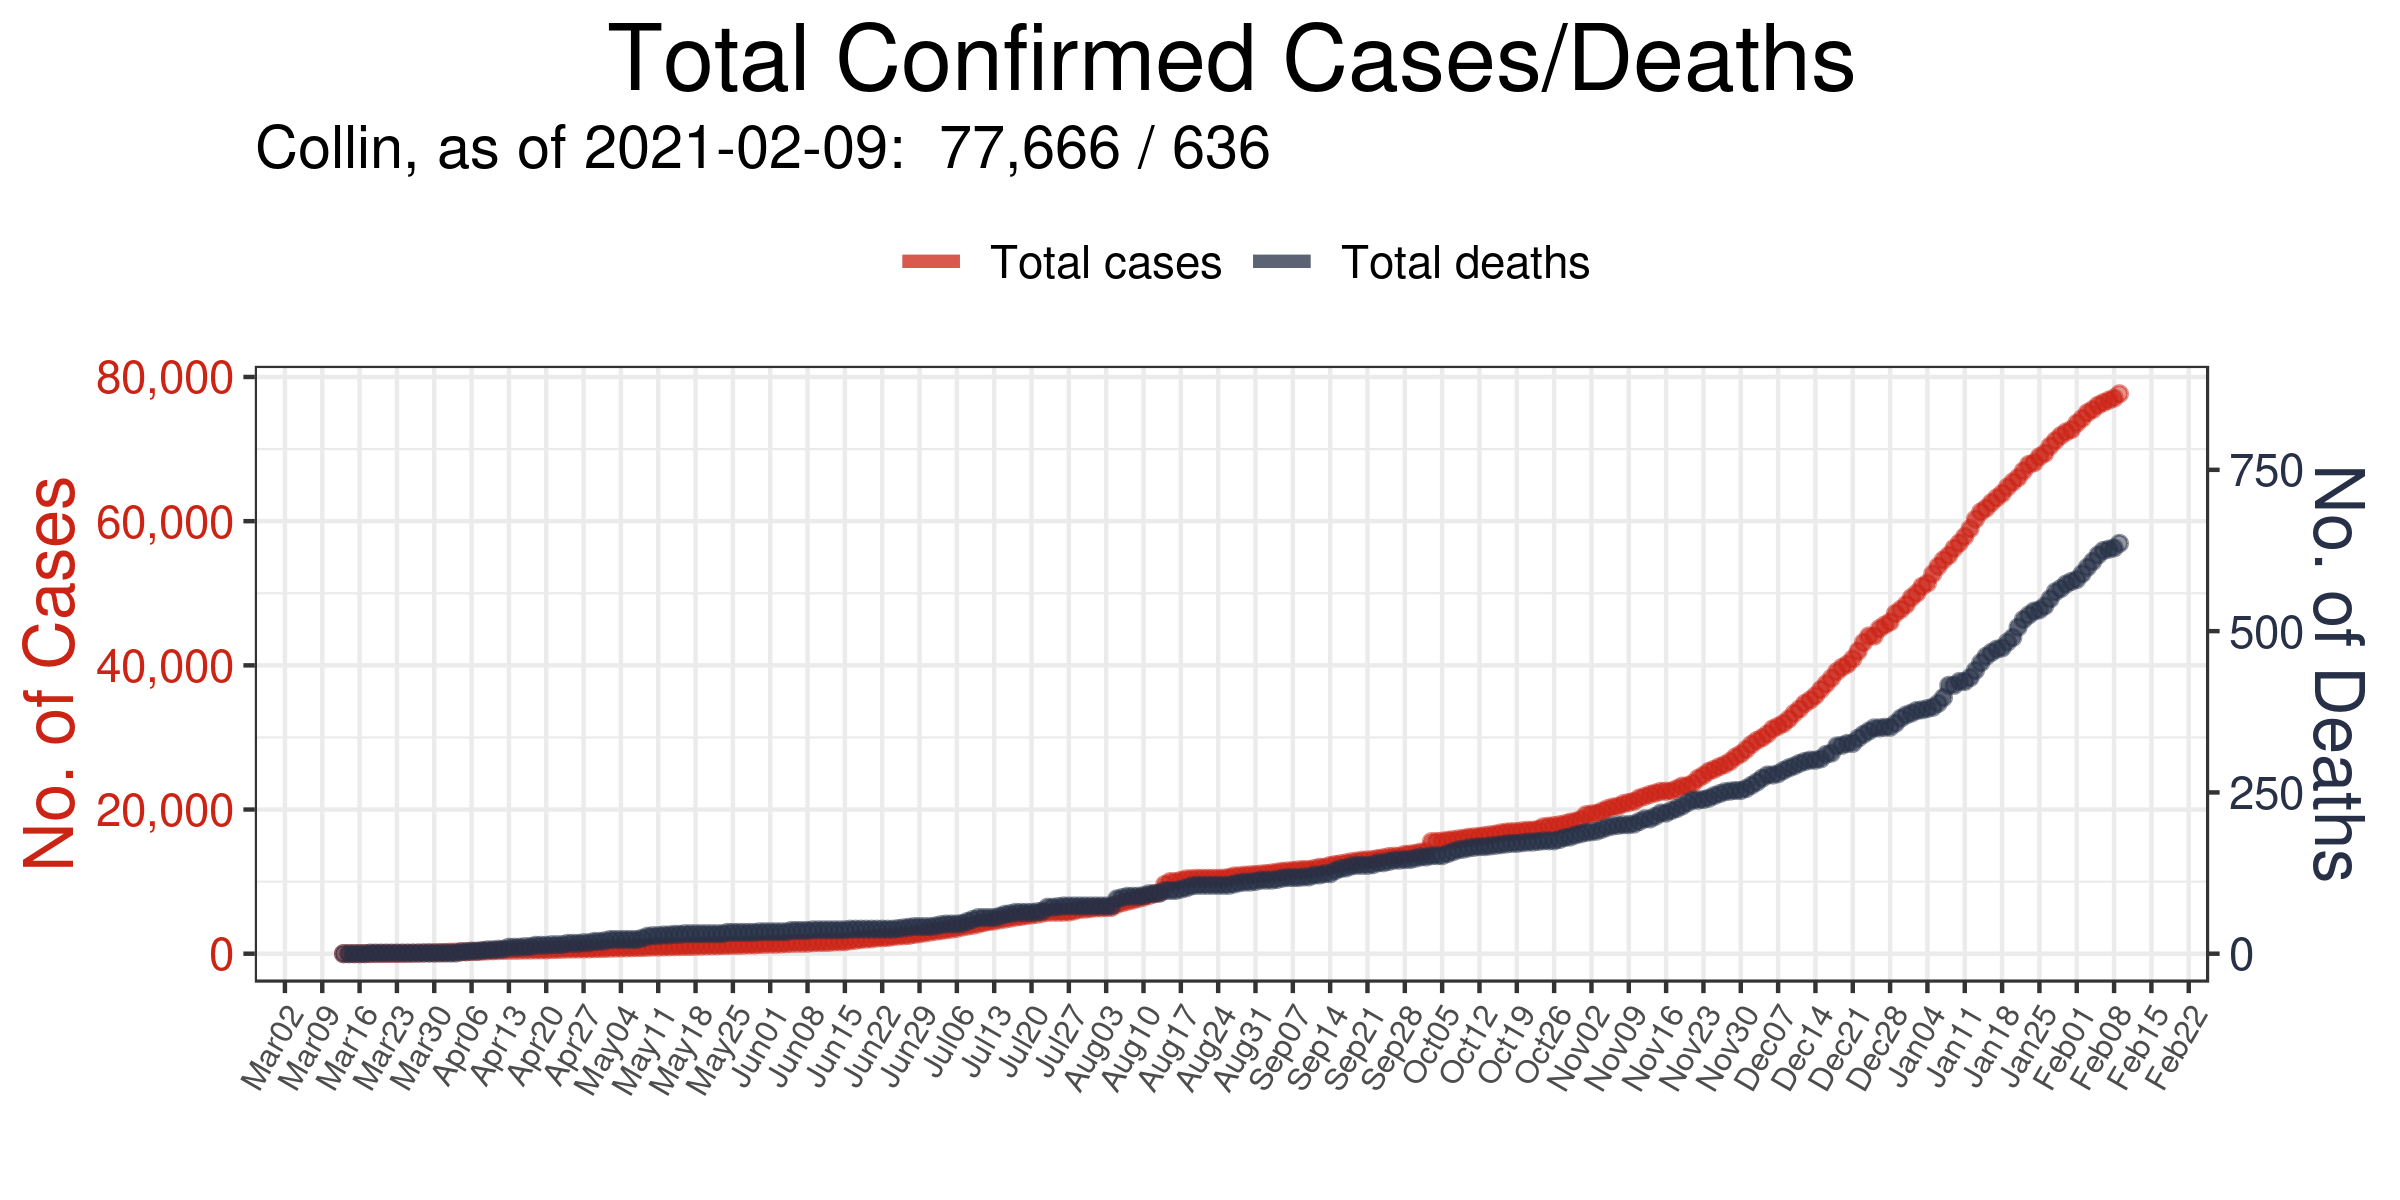 Total Confirmed Cases/Deaths
Collin, as of 2021-02-09:  77,666 / 636
Total cases
Total deaths
No. of Cases
80,000
60,000
40,000
20,000
0
No. of Deaths
750
500
250
0
Mar02
Mar09
Mar16
Mar23
Mar30
Apr06
Apr13
Apr20
Apr27
May04
May11
May18
May25
Jun01
Jun08
Jun15
Jun22
Jun29
Jul06
Jul13
Jul20
Jul27
Aug03
Aug10
Aug17
Aug24
Aug31
Sep07
Sep14
Sep21
Sep28
Oct05
Oct12
Oct19
Oct26
Nov02
Nov09
Nov16
Nov23
Nov30
Dec07
Dec14
Dec21
Dec28
Jan04
Jan11
Jan18
Jan25
Feb01
Feb08
Feb15
Feb22